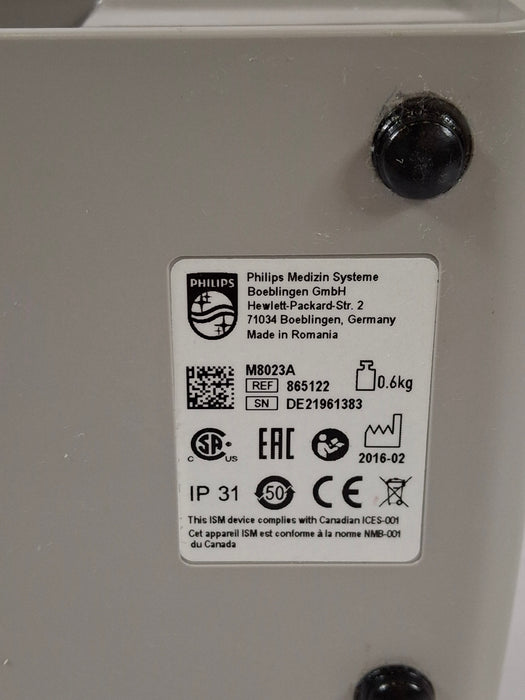 PHILIPS
Philips Medizin Systeme
Boeblingen GmbH
Hewlett-Packard-Str. 2
71034 Boeblingen, Germany
Made in Romania
M8023A
REF 865122
0.6kg
SN DE21961383
C SA US
EAC
2016-02
IP 31
50
CE
This ISM device complies with Canadian ICES-001
Cet appareil ISM est conforme à la norme NMB-001
du Canada